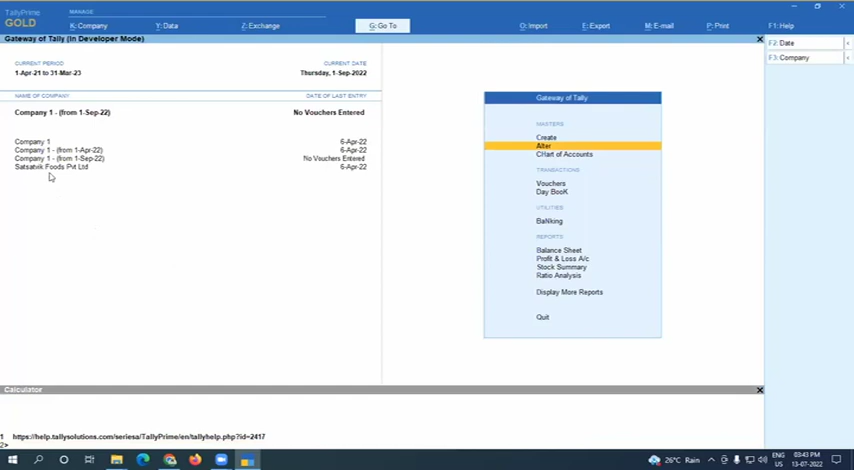 TallyPrime
GOLD
MANAGE
K: Company
Y: Data
Z: Exchange
G: Go To
O: Import
E: Export
M: E-mail
P: Print
F1: Help
Gateway of Tally (In Developer Mode)
F2: Date
F3: Company
CURRENT PERIOD
CURRENT DATE
1-Apr-21 to 31-Mar-23
Thursday, 1-Sep-2022
NAME OF COMPANY
DATE OF LAST ENTRY
Company 1 - (from 1-Sep-22)
No Vouchers Entered
Company 1
6-Apr-22
Company 1 - (from 1-Apr-22)
6-Apr-22
Company 1 - (from 1-Sep-22)
No Vouchers Entered
Satsatvik Foods Pvt Ltd
6-Apr-22
Gateway of Tally
MASTERS
Create
Alter
CHart of Accounts
TRANSACTIONS
Vouchers
Day BooK
UTILITIES
BaNking
REPORTS
Balance Sheet
Profit & Loss A/c
Stock Summary
Ratio Analysis
Display More Reports
Quit
Calculator
1 https://help.tallysolutions.com/seriesa/TallyPrime/en/tallyhelp.php?id=2417
2>
26°C Rain
ENG
US
03:43 PM
13-07-2022